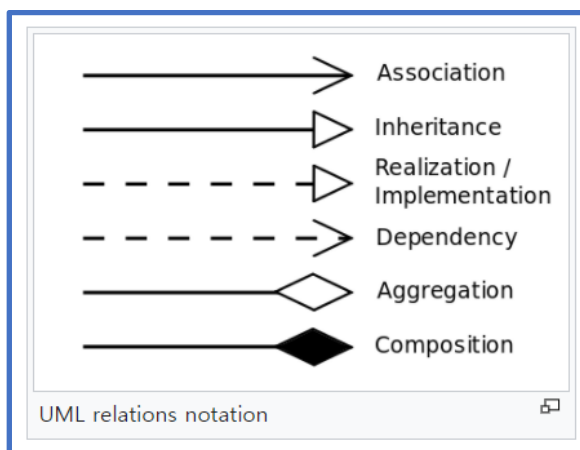 Association
Inheritance
Realization /
Implementation
Dependency
Aggregation
Composition
UML relations notation